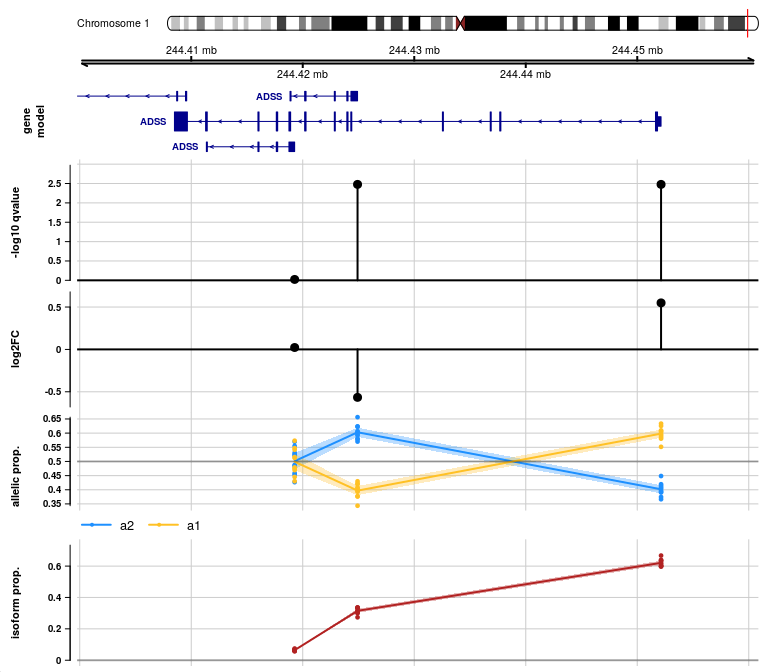 Chromosome 1
244.41 mb 244.43 mb 244.45 mb
244.42 mb 244.44 mb
gene model
ADSS
ADSS
ADSS
-log10 qvalue
2.5
2
1.5
1
0.5
0
log2FC
0.5
0
-0.5
allelic prop.
0.65
0.6
0.55
0.5
0.45
0.4
0.35
a2 a1
isoform prop.
0.6
0.4
0.2
0